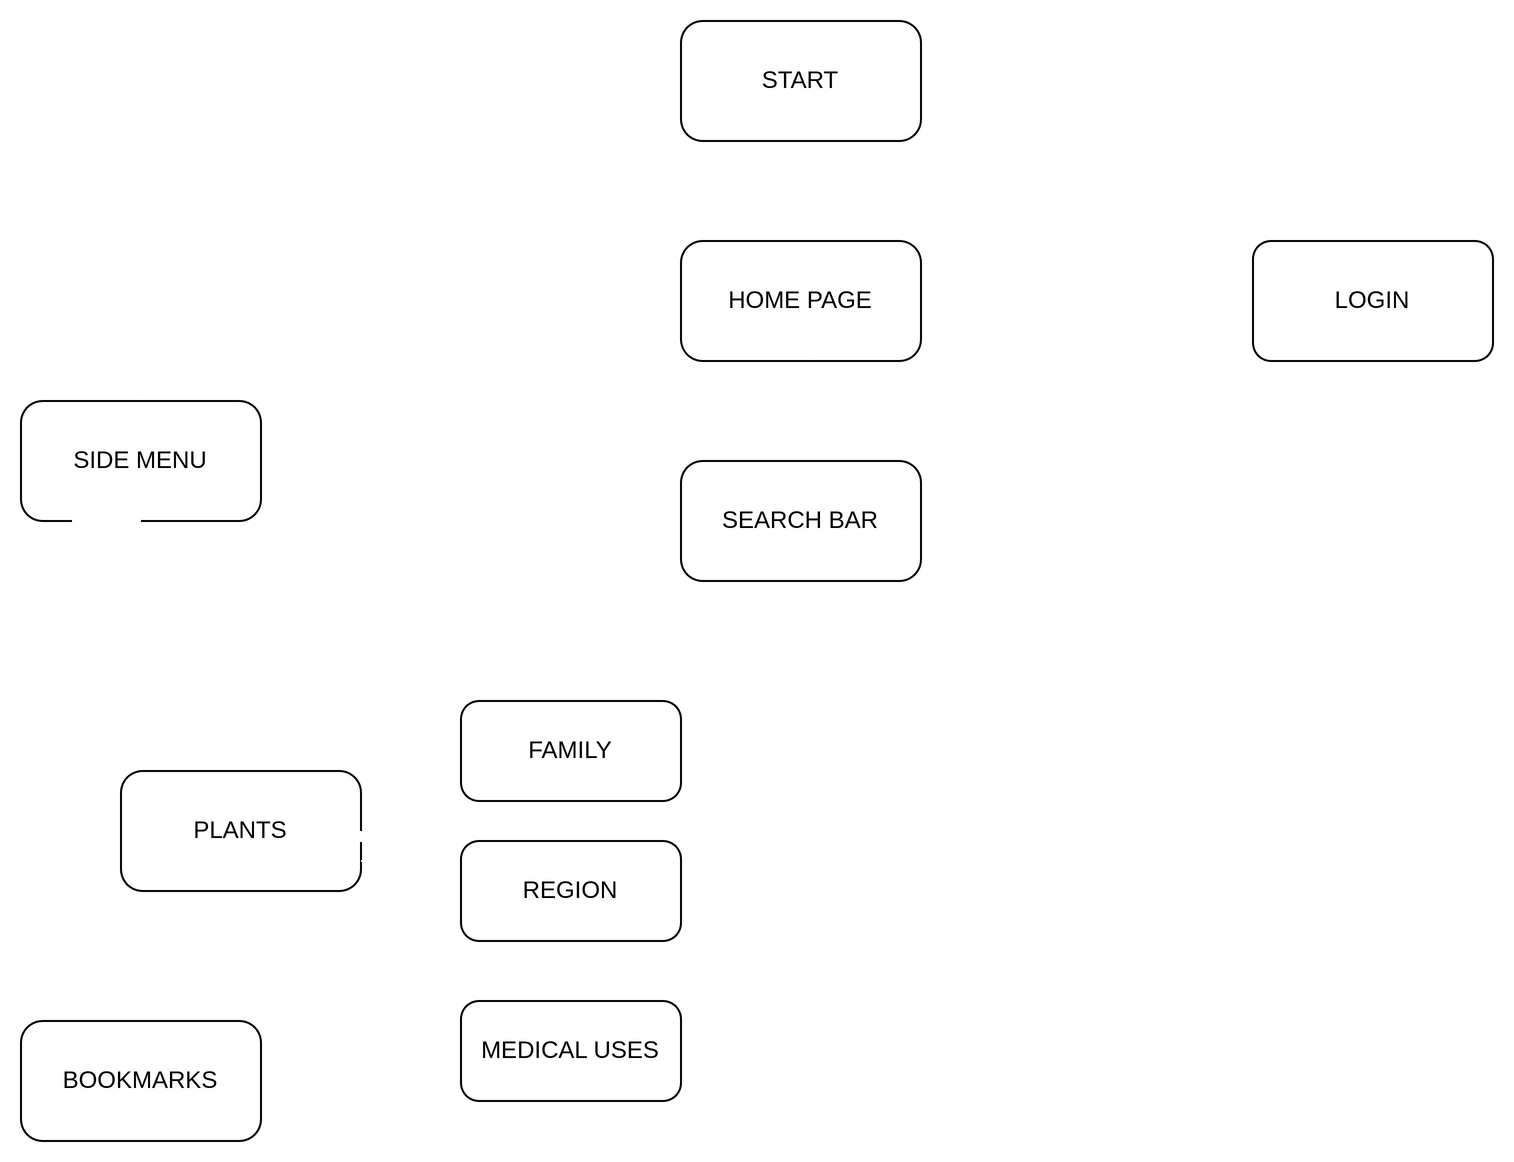 START
HOME PAGE
LOGIN
SIDE MENU
SEARCH BAR
FAMILY
PLANTS
REGION
MEDICAL USES
BOOKMARKS